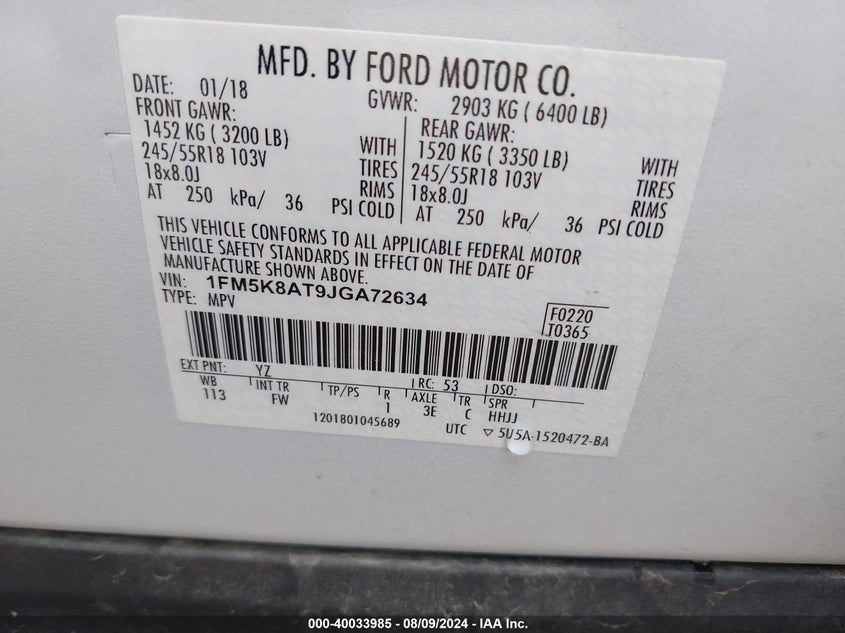 MFD. BY FORD MOTOR CO.
DATE: 01/18 GVWR: 2903 KG ( 6400 LB)
FRONT GAWR: REAR GAWR:
1452 KG ( 3200 LB) WITH 1520 KG ( 3350 LB) WITH
245/55R18 103V TIRES 245/55R18 103V TIRES
18x8.0J RIMS 18x8.0J RIMS
AT 250 kPa/ 36 PSI COLD AT 250 kPa/ 36 PSI COLD
THIS VEHICLE CONFORMS TO ALL APPLICABLE FEDERAL MOTOR
VEHICLE SAFETY STANDARDS IN EFFECT ON THE DATE OF
MANUFACTURE SHOWN ABOVE.
VIN: 1FM5K8AT9JGA72634
TYPE: MPV
F0220
T0365
EXT PNT: YZ RC: 53 DSO:
WB INT TR TP/PS R AXLE TR SPR
113 FW 1 3E C HHJJ
1201801045689 UTC ▽ 5U5A-1520472-BA
000-40033985 - 08/09/2024 - IAA Inc.